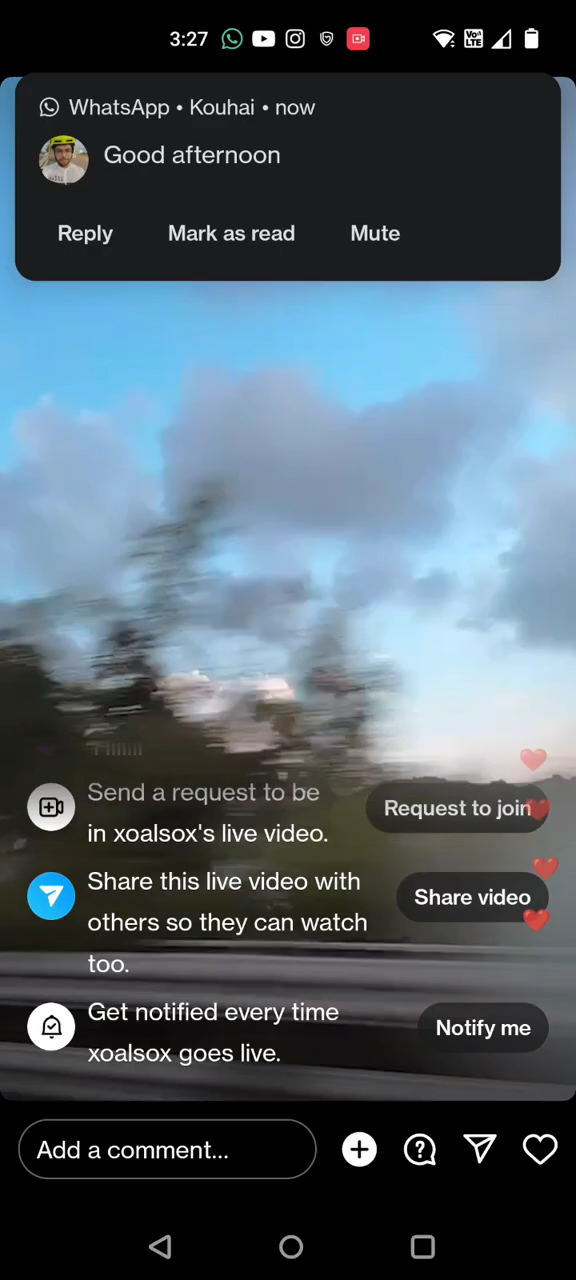 3:27
Vo)) LTE
WhatsApp • Kouhai • now
Good afternoon
Reply Mark as read Mute
Send a request to be
in xoalsox's live video.
Request to join
Share this live video with
others so they can watch
too.
Share video
Get notified every time
xoalsox goes live.
Notify me
Add a comment...